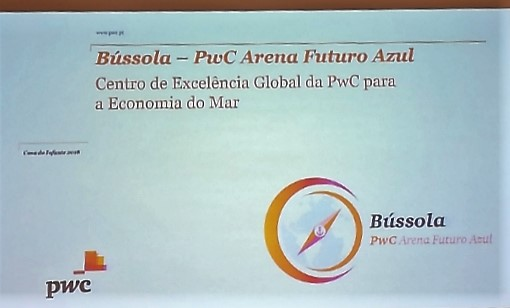 www.pwc.pt
Bússola – PwC Arena Futuro Azul
Centro de Excelência Global da PwC para
a Economia do Mar
Casa do Infante 2016
Bússola
PwC Arena Futuro Azul
pwc